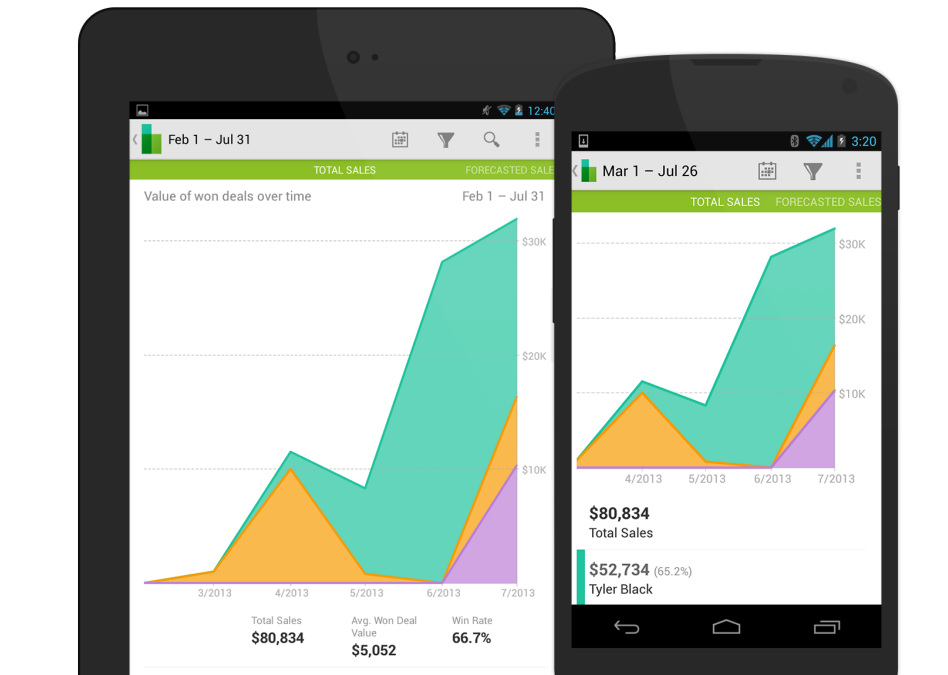 12:40
Feb 1 – Jul 31
TOTAL SALES
FORECASTED SALE
Value of won deals over time
Feb 1 – Jul 31
$30K
$20K
$10K
3/2013
4/2013
5/2013
6/2013
7/2013
Total Sales
$80,834
Avg. Won Deal
Value
$5,052
Win Rate
66.7%
3:20
Mar 1 – Jul 26
TOTAL SALES
FORECASTED SALES
$30K
$20K
$10K
4/2013
5/2013
6/2013
7/2013
$80,834
Total Sales
$52,734 (65.2%)
Tyler Black